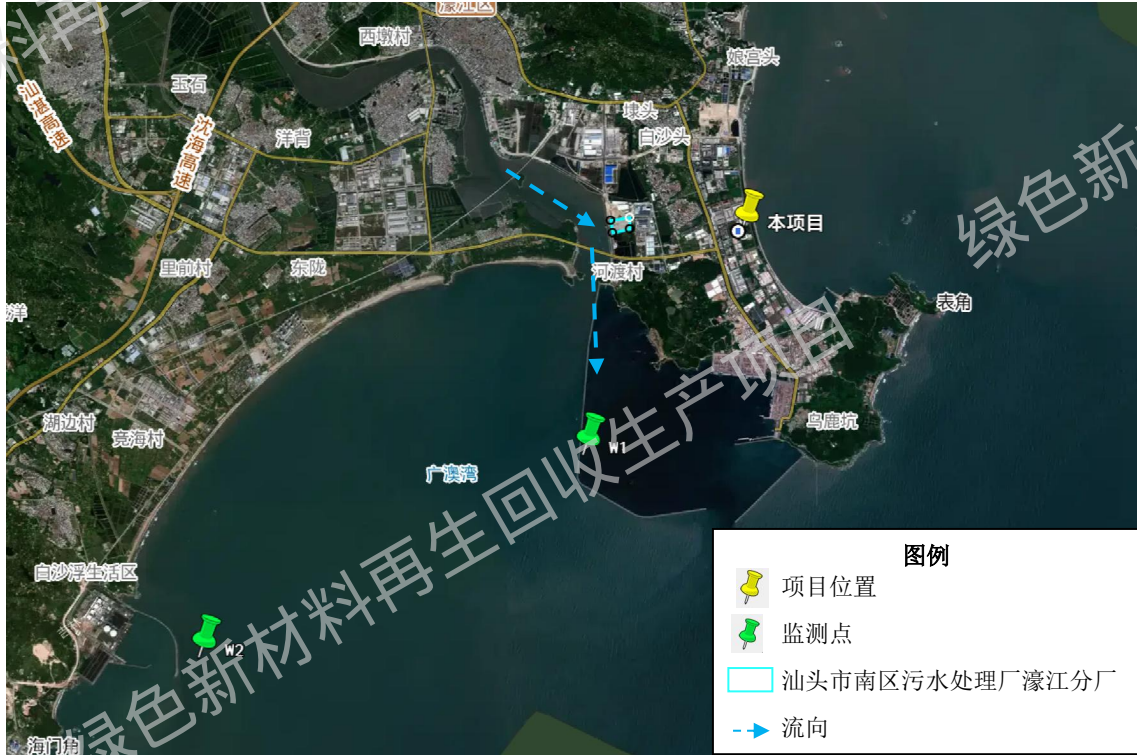 濠江区
西墩村
娘宫头
玉石
汕湛高速
沈海高速
洋背
埭头
白沙头
本项目
里前村
东陇
河渡村
表角
洋
湖边村
竞海村
乌鹿坑
W1
广澳湾
白沙浮生活区
W2
海门角
图例
项目位置
监测点
汕头市南区污水处理厂濠江分厂
流向
料再生
绿色新
绿色新材料再生回收生产项目